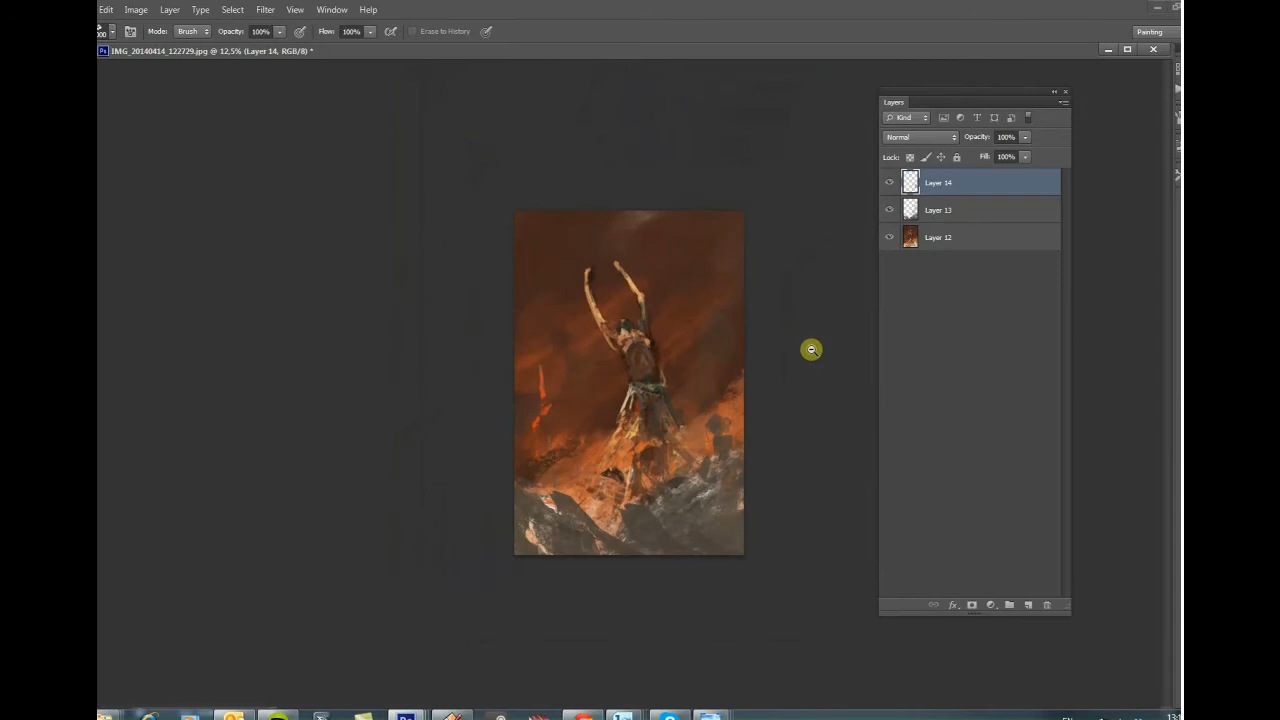 Edit Image Layer Type Select Filter View Window Help
Mode: Brush Opacity: 100% Flow: 100% Erase to History Painting
IMG_20140414_122729.jpg @ 12,5% (Layer 14, RGB/8) *
Layers
Kind
Normal Opacity: 100%
Lock: Fill: 100%
Layer 14
Layer 13
Layer 12